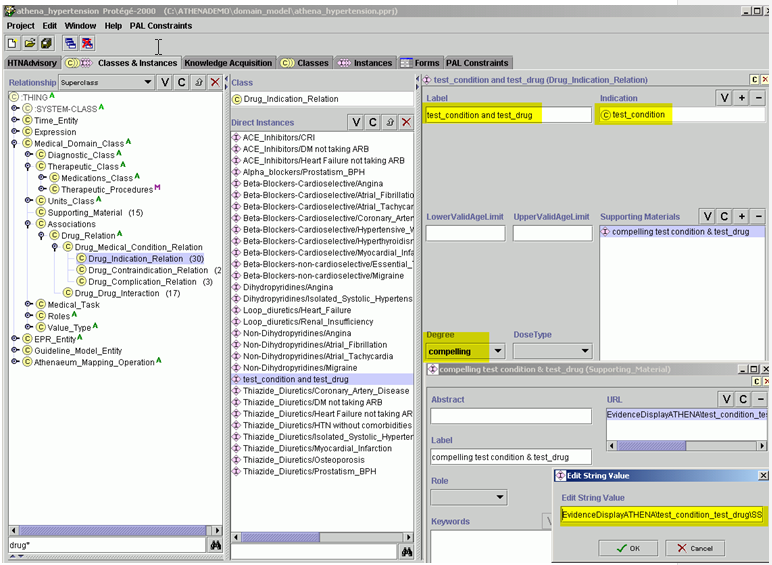 athena_hypertension Protégé-2000 (C:\ATHENADEMO\domain_model\athena_hypertension.pprj)
Project Edit Window Help PAL Constraints
HTNAdvisory Classes & Instances Knowledge Acquisition Classes Instances Forms PAL Constraints
Relationship Superclass V C
:THING A
:SYSTEM-CLASS A
Time_Entity
Expression
Medical_Domain_Class A
Diagnostic_Class A
Therapeutic_Class A
Medications_Class A
Therapeutic_Procedures M
Units_Class A
Supporting_Material (15)
Associations
Drug_Relation A
Drug_Medical_Condition_Relation
Drug_Indication_Relation (30)
Drug_Contraindication_Relation (2
Drug_Complication_Relation (3)
Drug_Drug_Interaction (17)
Medical_Task
Roles A
Value_Type A
EPR_Entity A
Guideline_Model_Entity
Athenaeum_Mapping_Operation A
drug*
Class
Drug_Indication_Relation
Direct Instances V C
ACE_Inhibitors/CRI
ACE_Inhibitors/DM not taking ARB
ACE_Inhibitors/Heart Failure not taking ARB
Alpha_blockers/Prostatism_BPH
Beta-Blockers-Cardioselective/Angina
Beta-Blockers-Cardioselective/Atrial_Fibrillatio
Beta-Blockers-Cardioselective/Atrial_Tachycar
Beta-Blockers-Cardioselective/Coronary_Arter
Beta-Blockers-Cardioselective/Hypertensive_
Beta-Blockers-Cardioselective/Hyperthyroidisn
Beta-Blockers-Cardioselective/Myocardial_Infa
Beta-Blockers-non-cardioselective/Essential_
Beta-Blockers-non-cardioselective/Migraine
Dihydropyridines/Angina
Dihydropyridines/Isolated_Systolic_Hypertens
Loop_diuretics/Heart_Failure
Loop_diuretics/Renal_Insufficiency
Non-Dihydropyridines/Angina
Non-Dihydropyridines/Atrial_Fibrillation
Non-Dihydropyridines/Atrial_Tachycardia
Non-Dihydropyridines/Migraine
test_condition and test_drug
Thiazide_Diuretics/Coronary_Artery_Disease
Thiazide_Diuretics/DM not taking ARB
Thiazide_Diuretics/Heart Failure not taking AR
Thiazide_Diuretics/HTN without comorbidities
Thiazide_Diuretics/Isolated_Systolic_Hyperter
Thiazide_Diuretics/Myocardial_Infarction
Thiazide_Diuretics/Osteoporosis
Thiazide_Diuretics/Prostatism_BPH
test_condition and test_drug (Drug_Indication_Relation) C x
Label Indication V + −
test_condition and test_drug test_condition
LowerValidAgeLimit UpperValidAgeLimit Supporting Materials V C + −
compelling test condition & test_drug
Degree DoseType
compelling
compelling test condition & test_drug (Supporting_Material)
C x
Abstract URL V C −
EvidenceDisplayATHENA\test_condition_tes
Label
compelling test condition & test_drug
Role
Keywords V
Edit String Value
Edit String Value
EvidenceDisplayATHENA\test_condition_test_drug\SS
OK Cancel